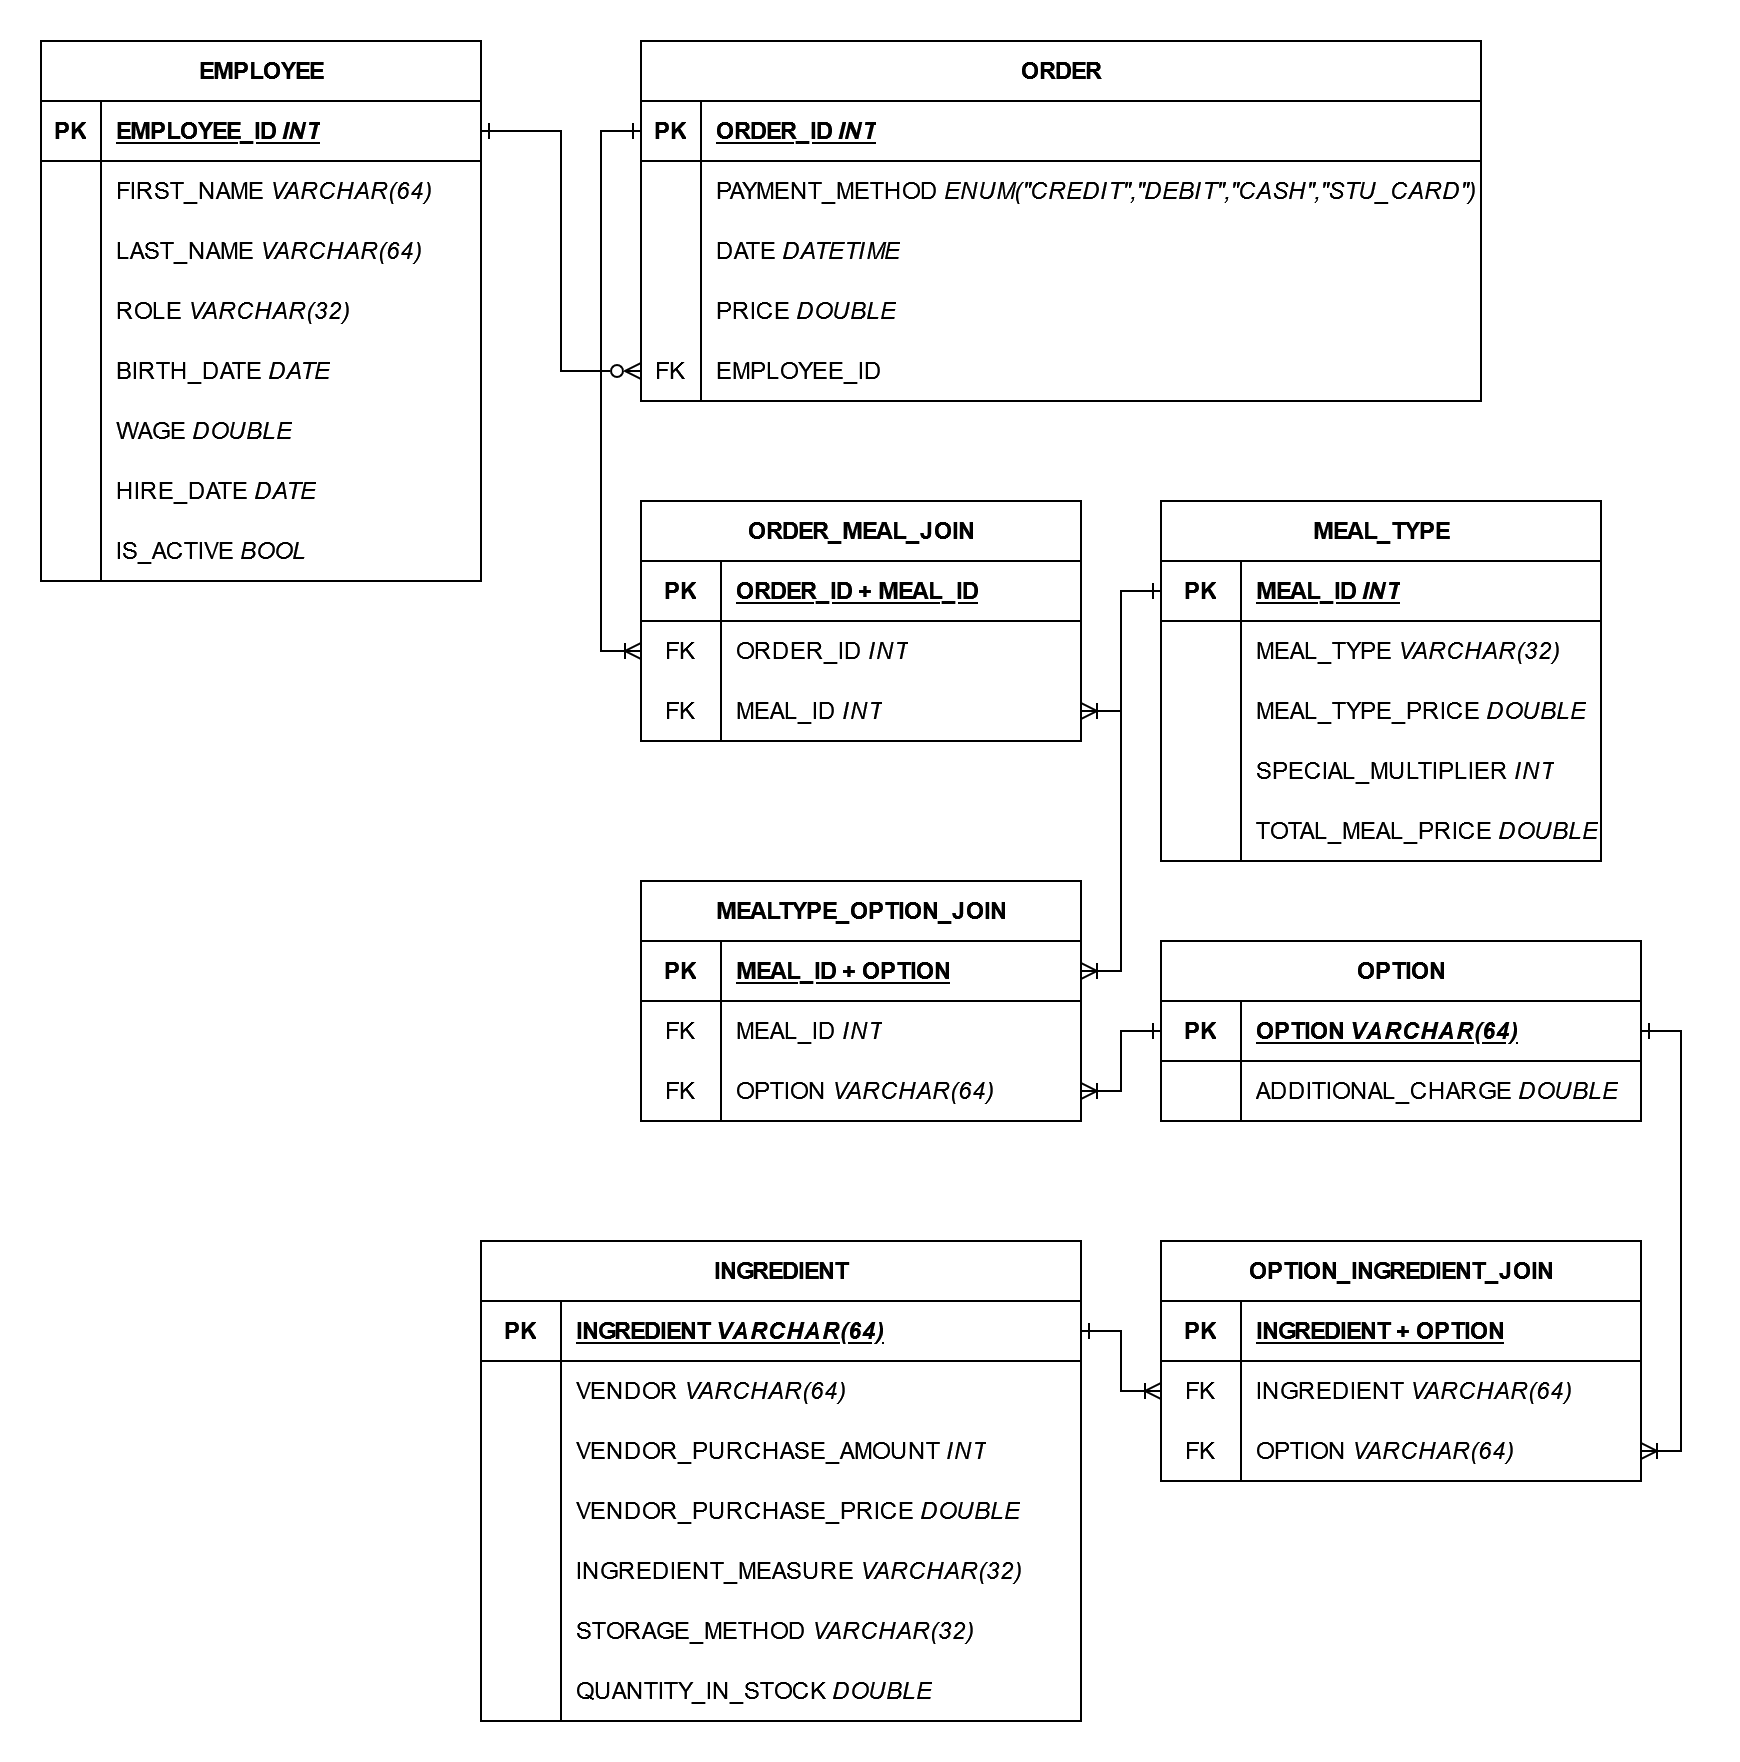 EMPLOYEE
PK EMPLOYEE_ID INT
FIRST_NAME VARCHAR(64)
LAST_NAME VARCHAR(64)
ROLE VARCHAR(32)
BIRTH_DATE DATE
WAGE DOUBLE
HIRE_DATE DATE
IS_ACTIVE BOOL
ORDER
PK ORDER_ID INT
PAYMENT_METHOD ENUM("CREDIT","DEBIT","CASH","STU_CARD")
DATE DATETIME
PRICE DOUBLE
FK EMPLOYEE_ID
ORDER_MEAL_JOIN
PK ORDER_ID + MEAL_ID
FK ORDER_ID INT
FK MEAL_ID INT
MEAL_TYPE
PK MEAL_ID INT
MEAL_TYPE VARCHAR(32)
MEAL_TYPE_PRICE DOUBLE
SPECIAL_MULTIPLIER INT
TOTAL_MEAL_PRICE DOUBLE
MEALTYPE_OPTION_JOIN
PK MEAL_ID + OPTION
FK MEAL_ID INT
FK OPTION VARCHAR(64)
OPTION
PK OPTION VARCHAR(64)
ADDITIONAL_CHARGE DOUBLE
INGREDIENT
PK INGREDIENT VARCHAR(64)
VENDOR VARCHAR(64)
VENDOR_PURCHASE_AMOUNT INT
VENDOR_PURCHASE_PRICE DOUBLE
INGREDIENT_MEASURE VARCHAR(32)
STORAGE_METHOD VARCHAR(32)
QUANTITY_IN_STOCK DOUBLE
OPTION_INGREDIENT_JOIN
PK INGREDIENT + OPTION
FK INGREDIENT VARCHAR(64)
FK OPTION VARCHAR(64)